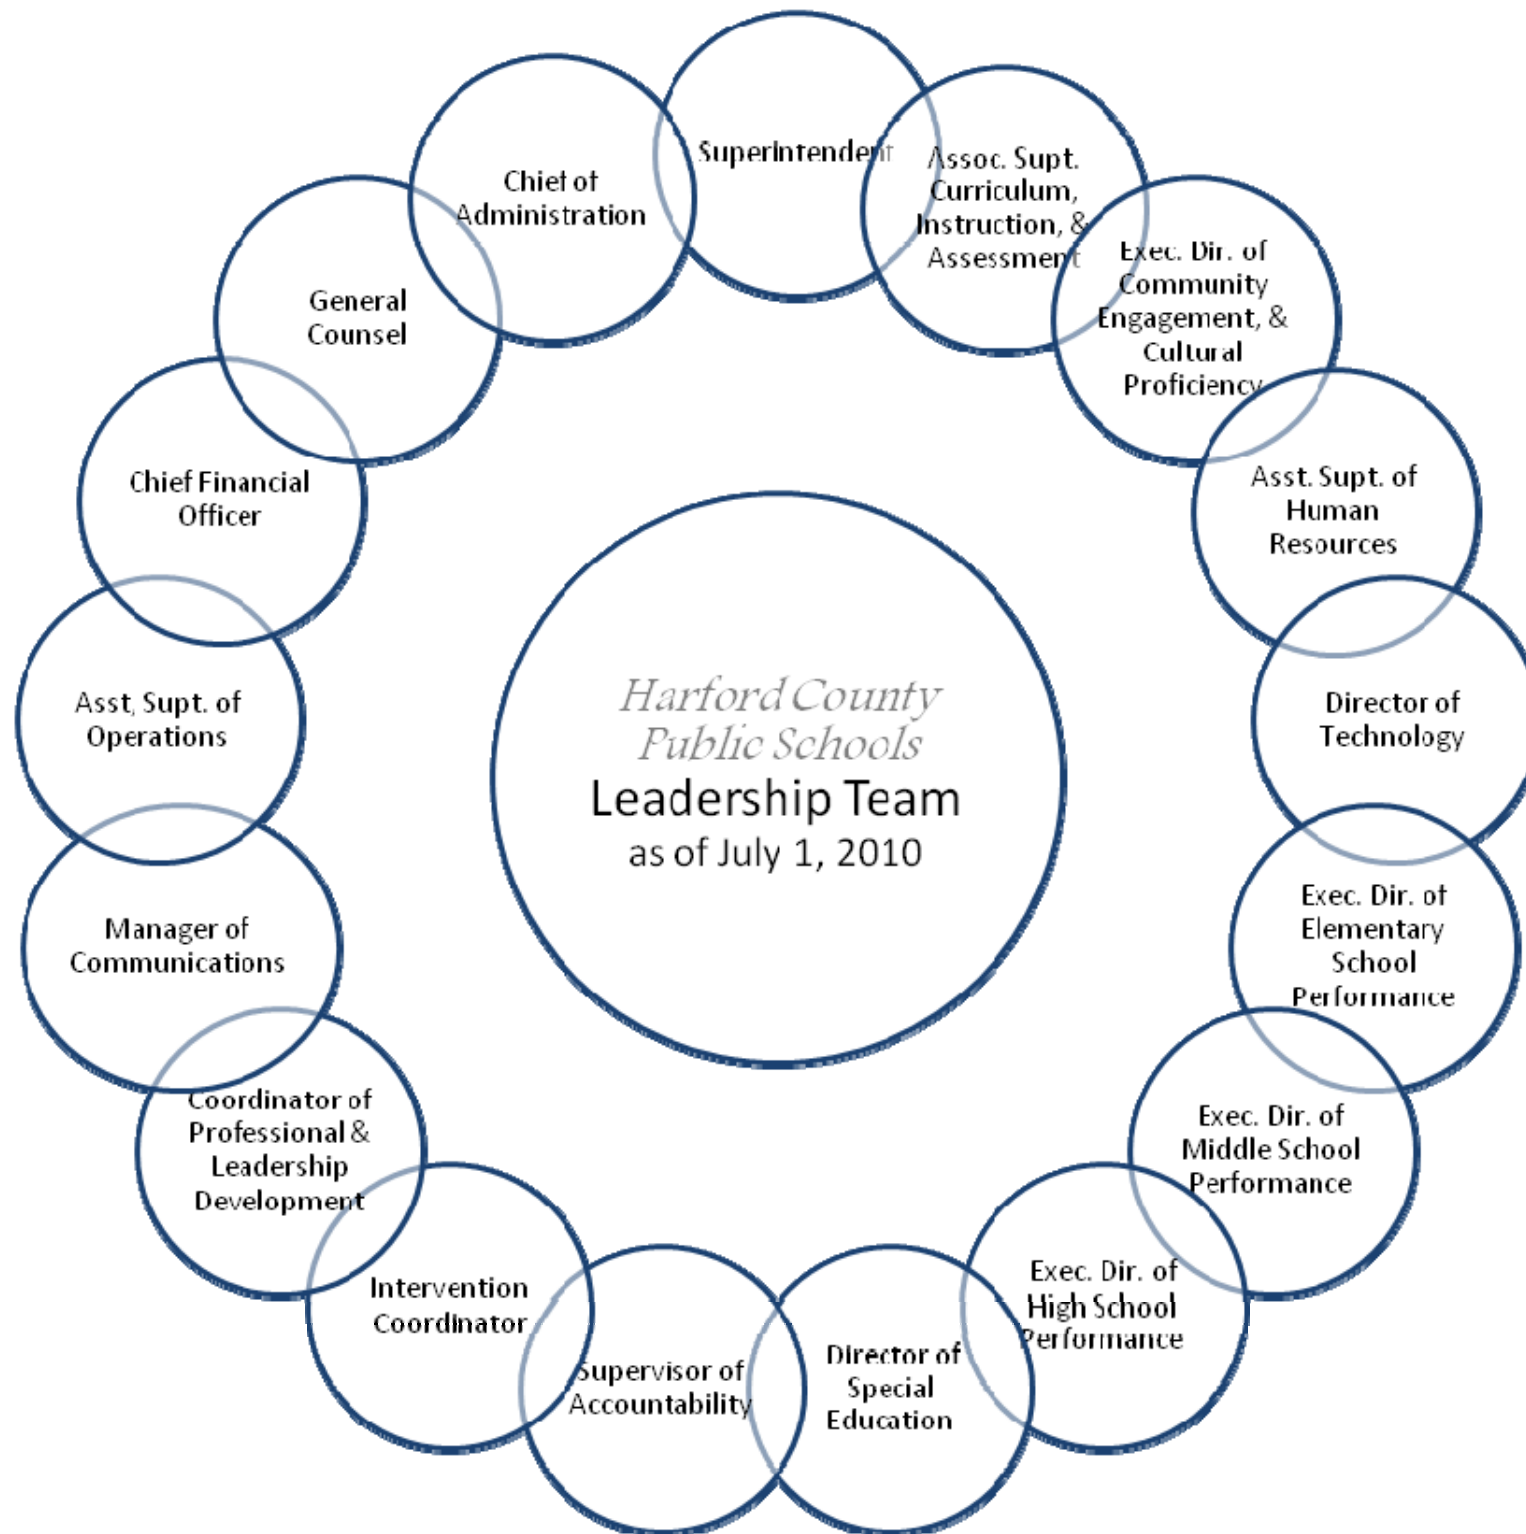 Superintendent
Assoc. Supt.
Curriculum,
Instruction, &
Assessment
Exec. Dir. of
Community
Engagement, &
Cultural
Proficiency
Asst. Supt. of
Human
Resources
Director of
Technology
Exec. Dir. of
Elementary
School
Performance
Exec. Dir. of
Middle School
Performance
Exec. Dir. of
High School
Performance
Director of
Special
Education
Supervisor of
Accountability
Intervention
Coordinator
Coordinator of
Professional &
Leadership
Development
Manager of
Communications
Asst, Supt. of
Operations
Chief Financial
Officer
General
Counsel
Chief of
Administration
Harford County
Public Schools
Leadership Team
as of July 1, 2010